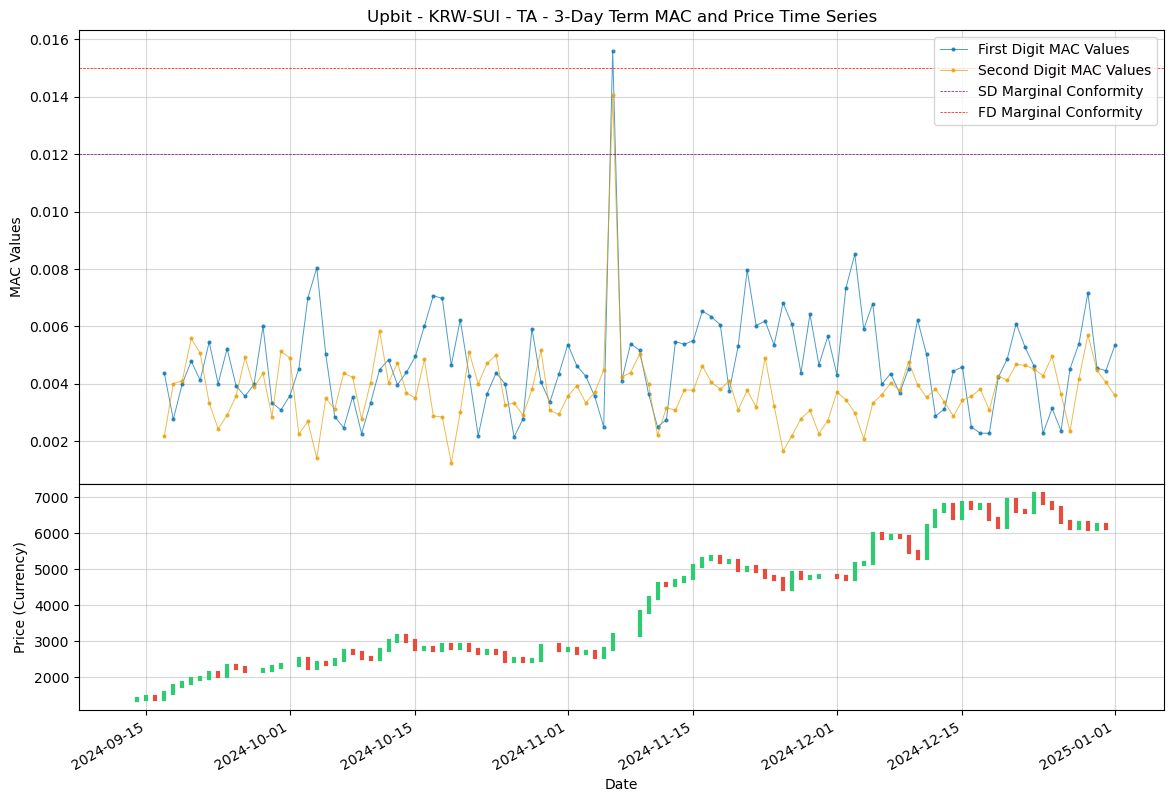 Upbit - KRW-SUI - TA - 3-Day Term MAC and Price Time Series
First Digit MAC Values
Second Digit MAC Values
SD Marginal Conformity
FD Marginal Conformity
MAC Values
0.016
0.014
0.012
0.010
0.008
0.006
0.004
0.002
Price (Currency)
7000
6000
5000
4000
3000
2000
2024-09-15
2024-10-01
2024-10-15
2024-11-01
2024-11-15
2024-12-01
2024-12-15
2025-01-01
Date